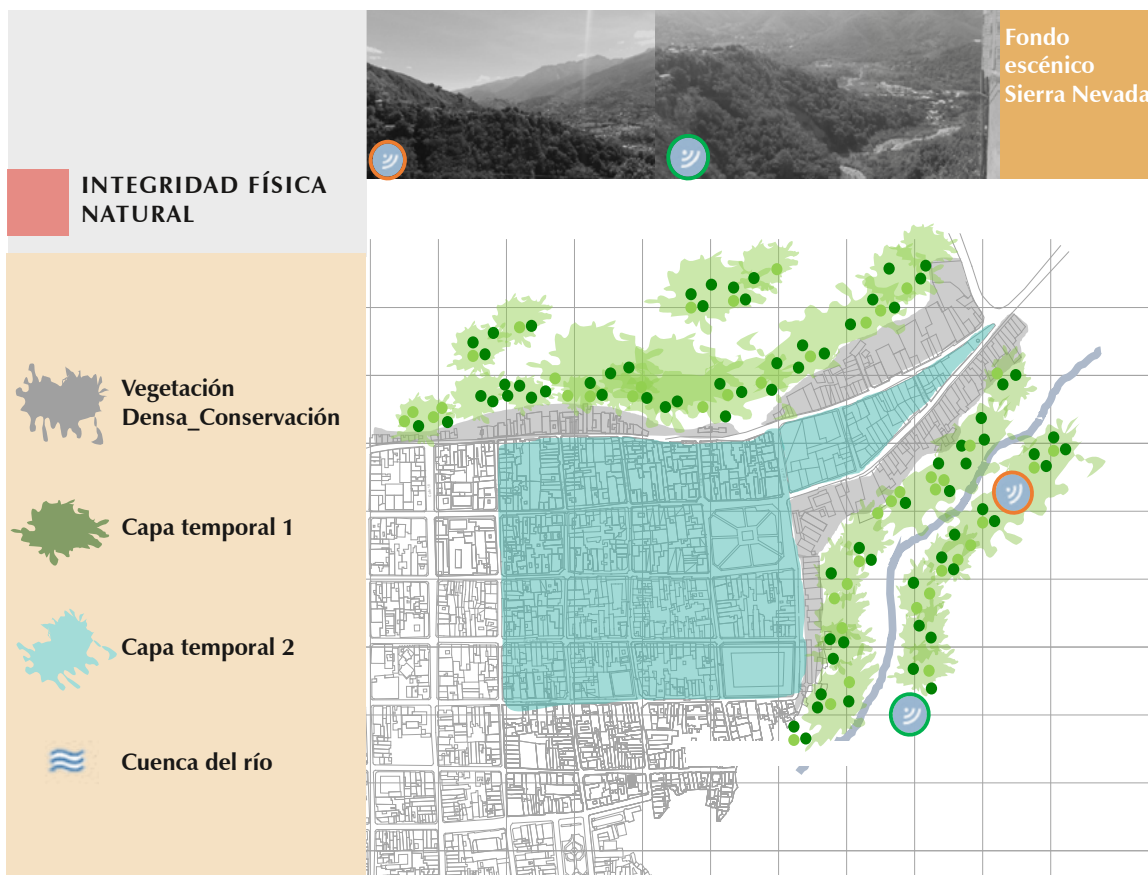 Fondo
escénico
Sierra Nevada
INTEGRIDAD FÍSICA
NATURAL
Vegetación
Densa_Conservación
Capa temporal 1
Capa temporal 2
Cuenca del río